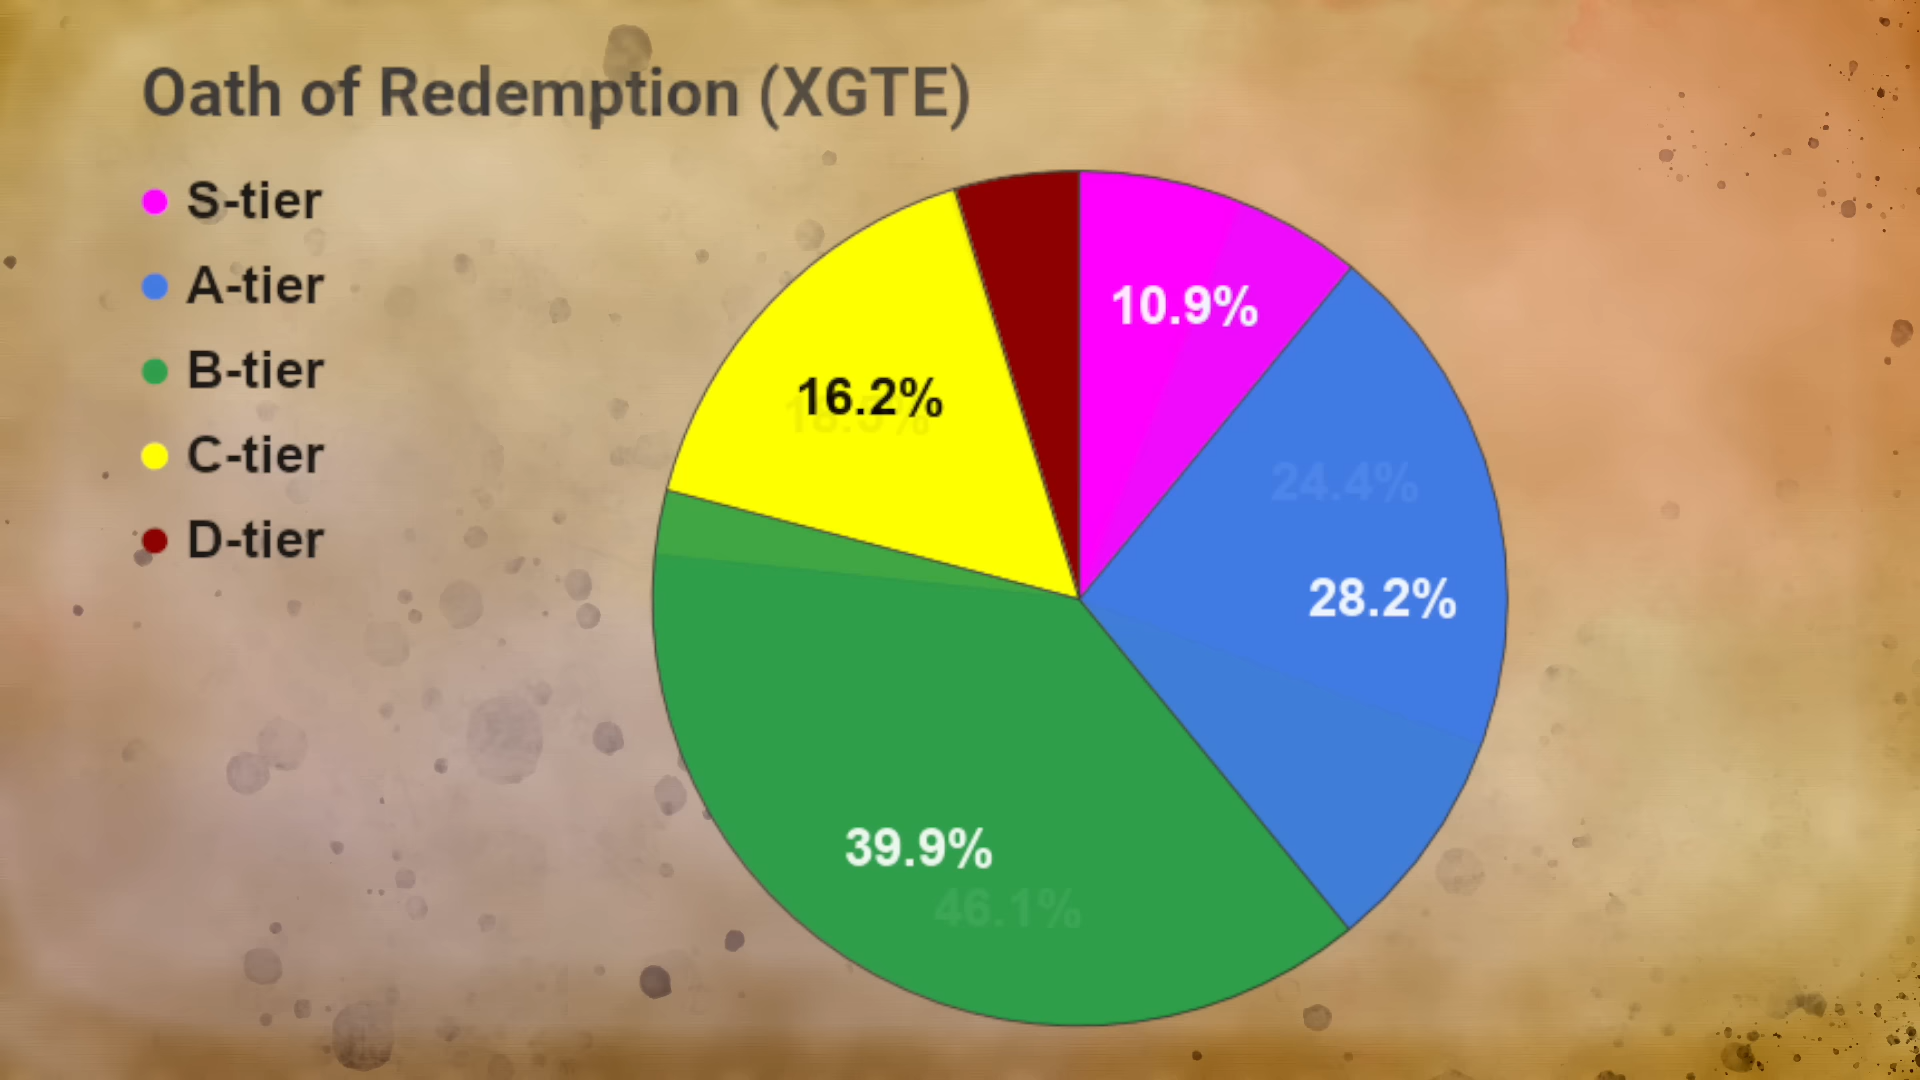 Oath of Redemption (XGTE)
S-tier
A-tier
B-tier
C-tier
D-tier
10.9%
16.2%
24.4%
28.2%
39.9%
46.1%